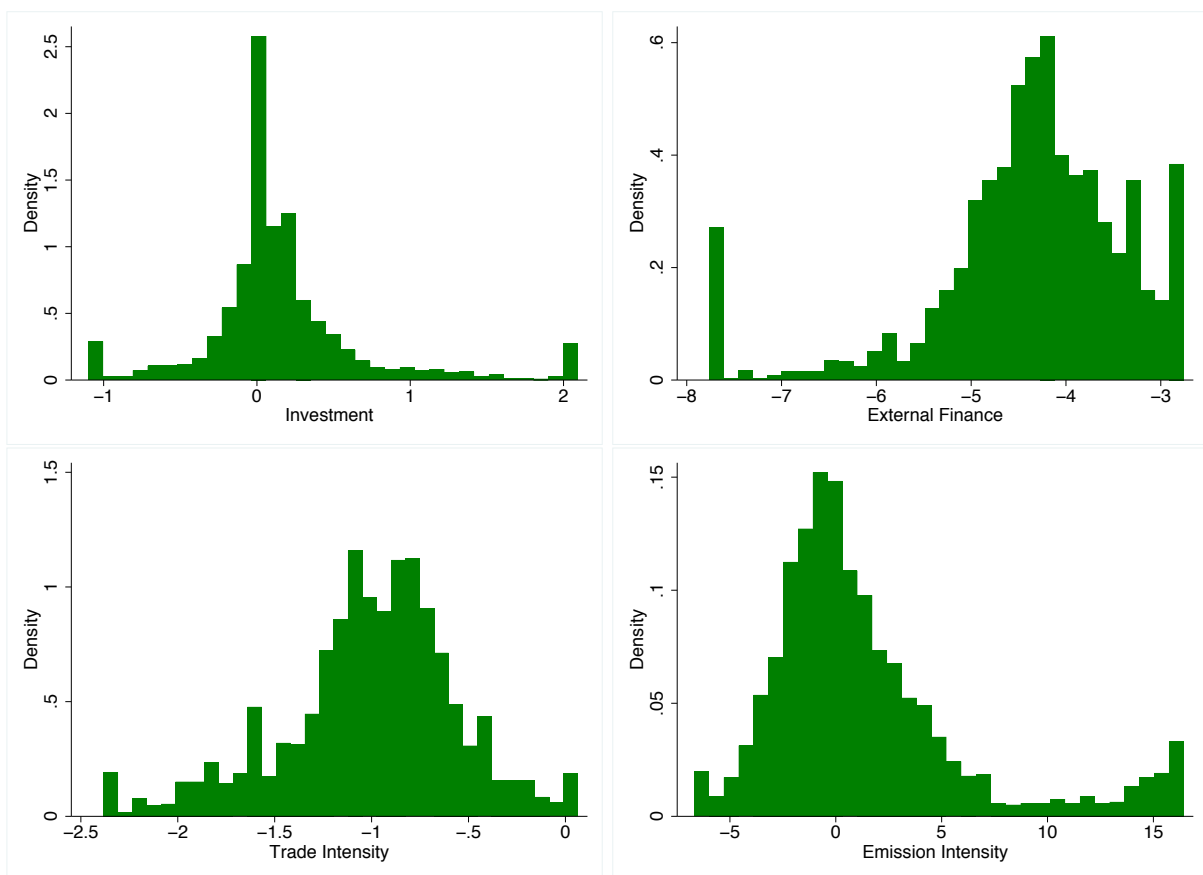 2.5
2
1.5
1
.5
0
Density
−1 0 1 2
Investment
.6
.4
.2
0
Density
−8 −7 −6 −5 −4 −3
External Finance
1.5
1
.5
0
Density
−2.5 −2 −1.5 −1 −.5 0
Trade Intensity
.15
.1
.05
0
Density
−5 0 5 10 15
Emission Intensity